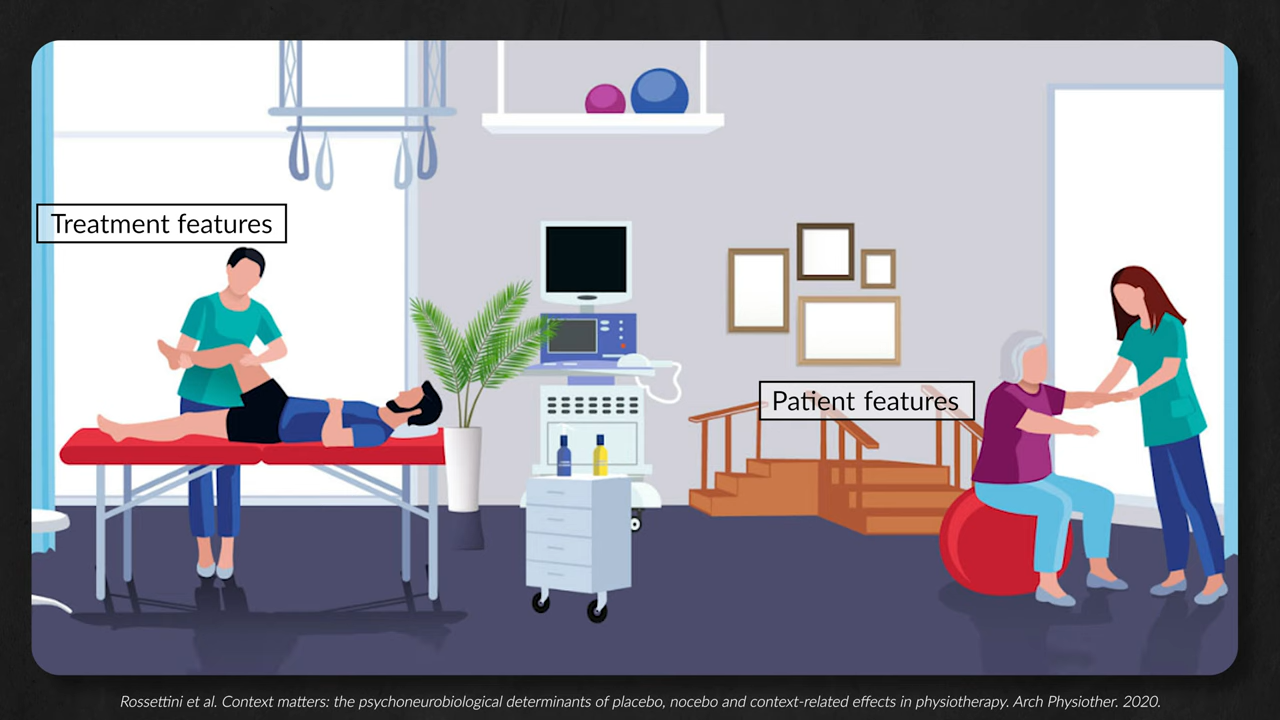 Treatment features
Patient features
Rossettini et al. Context matters: the psychoneurobiological determinants of placebo, nocebo and context-related effects in physiotherapy. Arch Physiother. 2020.